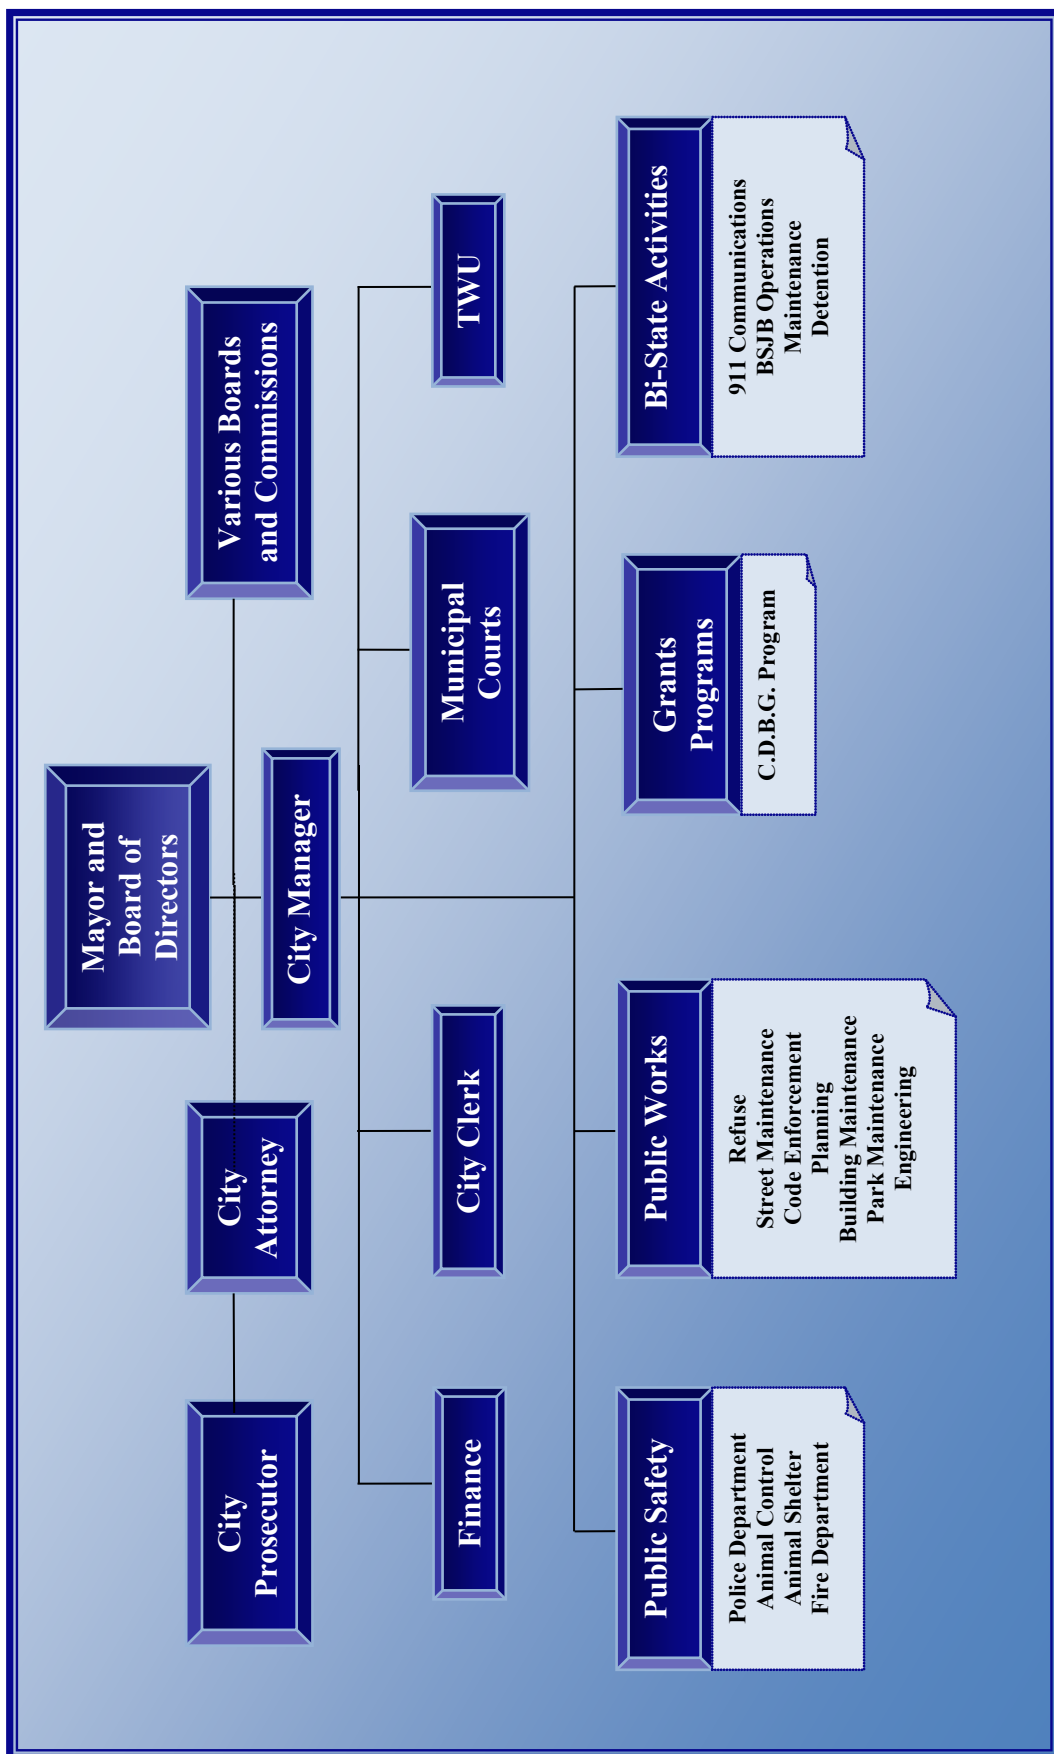 Mayor and
Board of
Directors
City
Prosecutor
City
Attorney
Various Boards
and Commissions
City Manager
Finance
City Clerk
Municipal
Courts
TWU
Public Safety
Police Department
Animal Control
Animal Shelter
Fire Department
Public Works
Refuse
Street Maintenance
Code Enforcement
Planning
Building Maintenance
Park Maintenance
Engineering
Grants
Programs
C.D.B.G. Program
Bi-State Activities
911 Communications
BSJB Operations
Maintenance
Detention